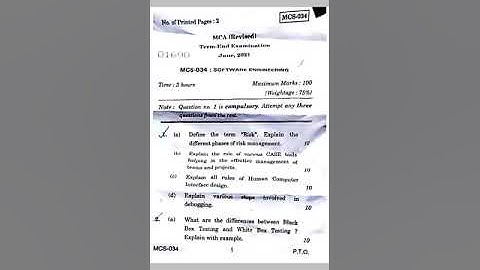 No. of Printed Pages : 2
MCS-034
MCA (Revised)
Term-End Examination
01690
June, 2021
MCS-034 : SOFTWARE ENGINEERING
Time : 3 hours
Maximum Marks : 100
(Weightage : 75%)
Note : Question no. 1 is compulsory. Attempt any three
questions from the rest.
1. (a) Define the term "Risk". Explain the
different phases of risk management. 10
(b) Explain the role of various CASE tools
helping in the effective management of
teams and projects. 10
(c) Explain all rules of Human Computer
Interface design. 10
(d) Explain various steps involved in
debugging. 10
2. (a) What are the differences between Black
Box Testing and White Box Testing ?
Explain with example. 10
MCS-034
1
P.T.O.